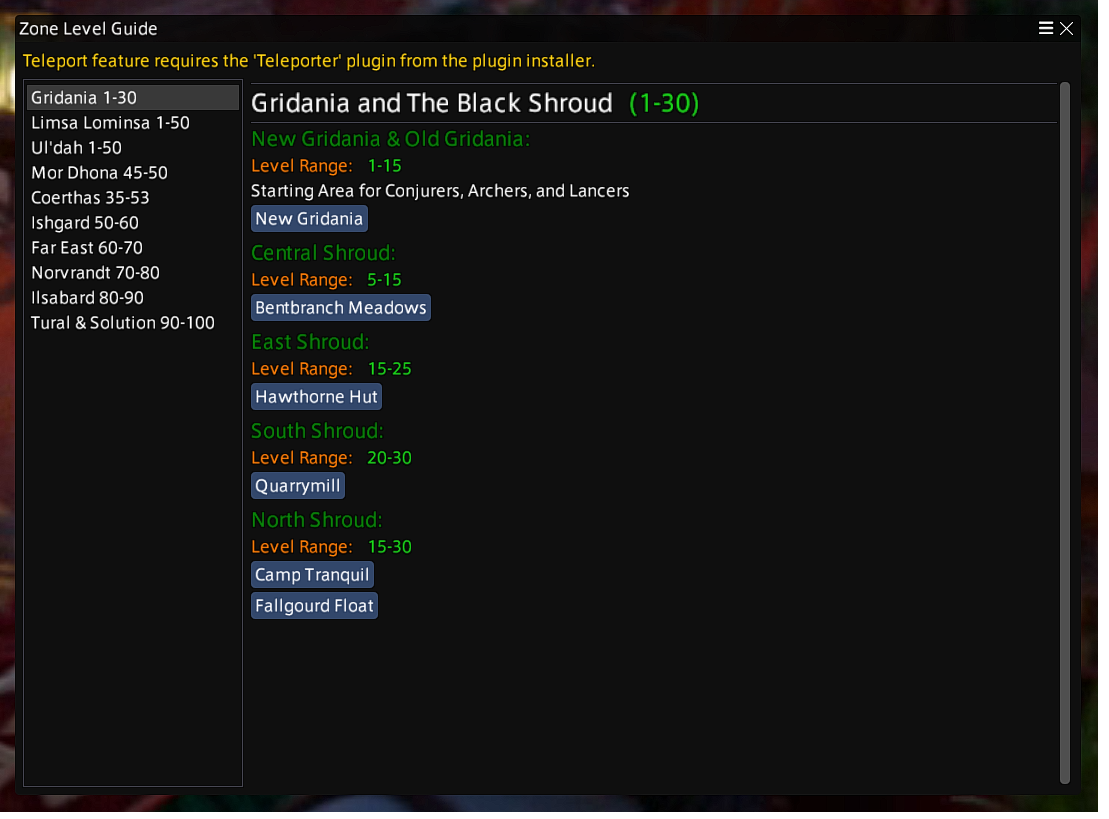 Zone Level Guide
Teleport feature requires the 'Teleporter' plugin from the plugin installer.
Gridania 1-30
Limsa Lominsa 1-50
Ul'dah 1-50
Mor Dhona 45-50
Coerthas 35-53
Ishgard 50-60
Far East 60-70
Norvrandt 70-80
Ilsabard 80-90
Tural & Solution 90-100
Gridania and The Black Shroud (1-30)
New Gridania & Old Gridania:
Level Range: 1-15
Starting Area for Conjurers, Archers, and Lancers
New Gridania
Central Shroud:
Level Range: 5-15
Bentbranch Meadows
East Shroud:
Level Range: 15-25
Hawthorne Hut
South Shroud:
Level Range: 20-30
Quarrymill
North Shroud:
Level Range: 15-30
Camp Tranquil
Fallgourd Float